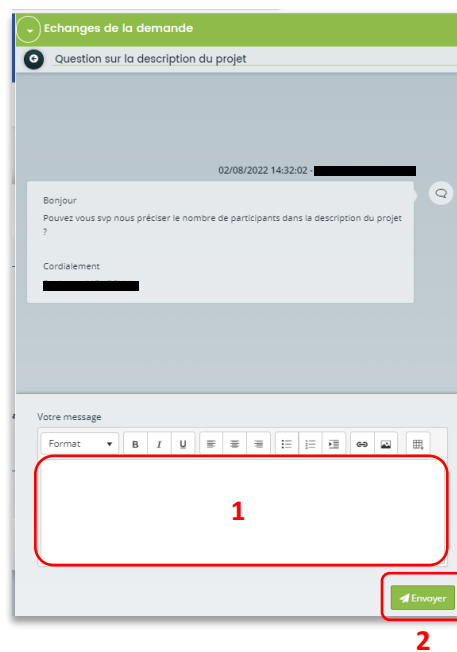 Echanges de la demande
Question sur la description du projet
02/08/2022 14:32:02 -
Bonjour
Pouvez vous svp nous préciser le nombre de participants dans la description du projet
?
Cordialement
Votre message
Format B I U
1
Envoyer
2